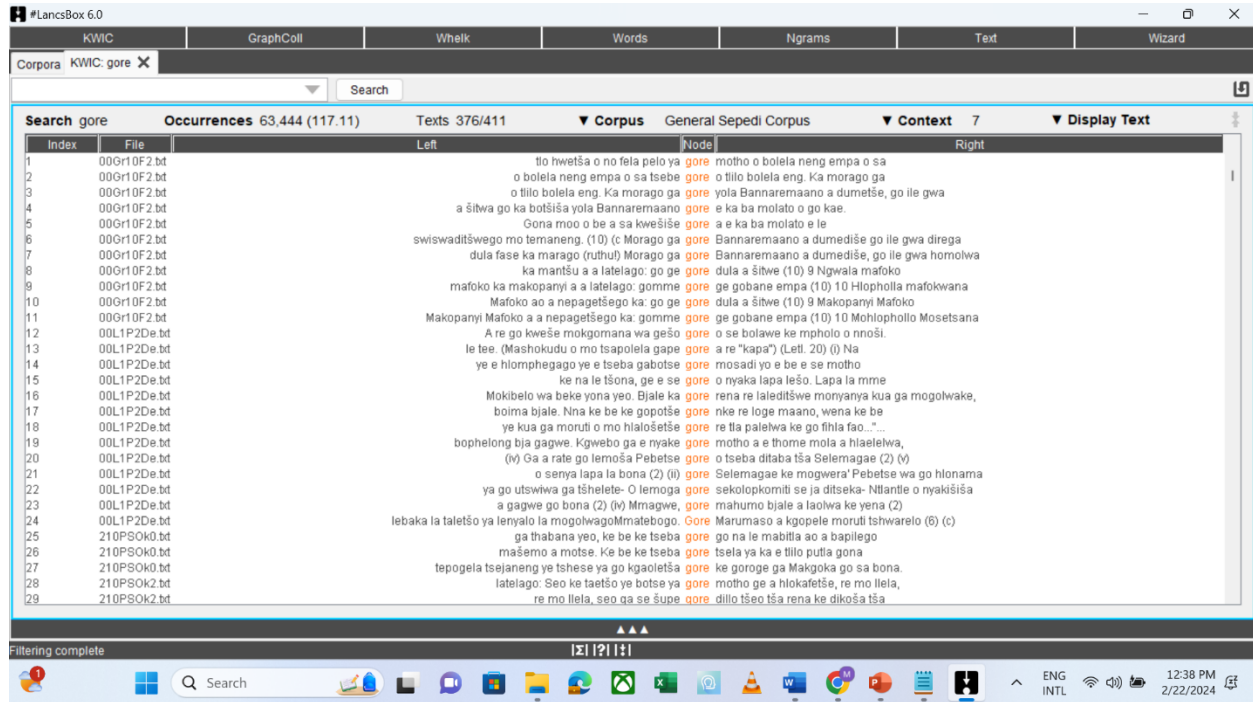 #LancsBox 6.0
KWIC GraphColl Whelk Words Ngrams Text Wizard
Corpora KWIC: gore
Search
Search gore Occurrences 63,444 (117.11) Texts 376/411 ▼ Corpus General Sepedi Corpus ▼ Context 7 ▼ Display Text
Index File Left Node Right
1 00Gr10F2.txt tlo hwetša o no fela pelo ya gore motho o bolela neng empa o sa
2 00Gr10F2.txt o bolela neng empa o sa tsebe gore o tlilo bolela eng. Ka morago ga
3 00Gr10F2.txt o tlilo bolela eng. Ka morago ga gore yola Bannaremaano a dumetše, go ile gwa
4 00Gr10F2.txt a šitwa go ka botšiša yola Bannaremaano gore e ka ba molato o go kae.
5 00Gr10F2.txt Gona moo o be a sa kwešiše gore a e ka ba molato e le
6 00Gr10F2.txt swiswaditšwego mo temaneng. (10) (c Morago ga gore Bannaremaano a dumediše go ile gwa direga
7 00Gr10F2.txt dula fase ka marago (ruthu!) Morago ga gore Bannaremaano a dumediše, go ile gwa homolwa
8 00Gr10F2.txt ka mantšu a a latelago: go ge gore dula a šitwe (10) 9 Ngwala mafoko
9 00Gr10F2.txt mafoko ka makopanyi a a latelago: gomme gore ge gobane empa (10) 10 Hlopholla mafokwana
10 00Gr10F2.txt Mafoko ao a nepagetšego ka: go ge gore dula a šitwe (10) 9 Makopanyi Mafoko
11 00Gr10F2.txt Makopanyi Mafoko a a nepagetšego ka: gomme gore ge gobane empa (10) 10 Mohlophollo Mosetsana
12 00L1P2De.txt A re go kweše mokgomana wa gešo gore o se bolawe ke mpholo o nnoši.
13 00L1P2De.txt le tee. (Mashokudu o mo tsapolela gape gore a re "kapa") (Letl. 20) (i) Na
14 00L1P2De.txt ye e hlomphegago ye e tseba gabotse gore mosadi yo e be e se motho
15 00L1P2De.txt ke na le tšona, ge e se gore o nyaka lapa lešo. Lapa la mme
16 00L1P2De.txt Mokibelo wa beke yona yeo. Bjale ka gore rena re laleditšwe monyanya kua ga mogolwake,
17 00L1P2De.txt boima bjale. Nna ke be ke gopotše gore nke re loge maano, wena ke be
18 00L1P2De.txt ye kua ga moruti o mo hlalošetše gore re tla palelwa ke go fihla fao..."...
19 00L1P2De.txt bophelong bja gagwe. Kgwebo ga e nyake gore motho a e thome mola a hlaelelwa,
20 00L1P2De.txt (iv) Ga a rate go lemoša Pebetse gore o tseba ditaba tša Selemagae (2) (v)
21 00L1P2De.txt o senya lapa la bona (2) (ii) gore Selemagae ke mogwera' Pebetse wa go hlonama
22 00L1P2De.txt ya go utswiwa ga tšhelete- O lemoga gore sekolopkomiti se ja ditseka- Ntlantle o nyakišiša
23 00L1P2De.txt a gagwe go bona (2) (iv) Mmagwe, gore mahumo bjale a laolwa ke yena (2)
24 00L1P2De.txt lebaka la taletšo ya lenyalo la mogolwagoMmatebogo. Gore Marumaso a kgopele moruti tshwarelo (6) (c)
25 210PSOk0.txt ga thabana yeo, ke be ke tseba gore go na le mabitla ao a bapilego
26 210PSOk0.txt mašemo a motse. Ke be ke tseba gore tsela ya ka e tlilo putla gona
27 210PSOk0.txt tepogela tsejaneng ye tshese ya go kgaoletša gore ke goroge ga Makgoka go sa bona.
28 210PSOk2.txt latelago: Seo ke taetšo ye botse ya gore motho ge a hlokafetše, re mo llela,
29 210PSOk2.txt re mo llela, seo ga se šupe gore dillo tšeo tša rena ke dikoša tša
▲▲▲
Filtering complete |Σ| |?| |‡|
1 Search ENG 12:38 PM
INTL 2/22/2024